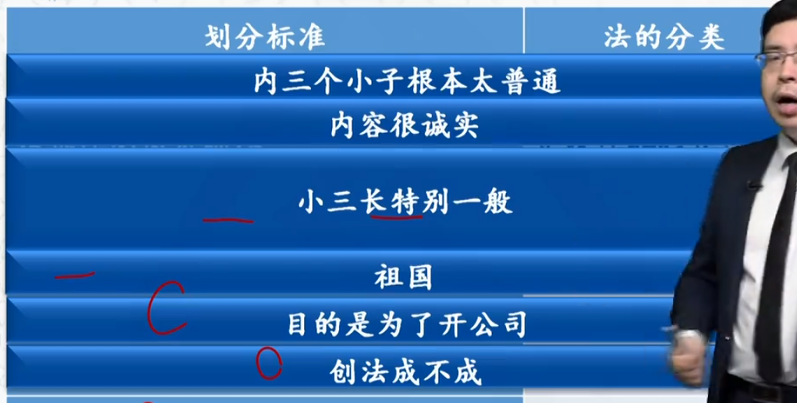 划分标准 法的分类
内三个小子根本太普通
内容很诚实
小三长特别一般
祖国
目的是为了开公司
创法成不成